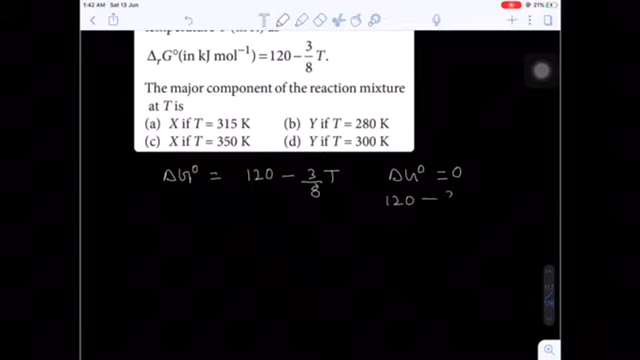 1:42 AM Sat 13 Jun
21%
Δ_rG°(in kJ mol⁻¹) = 120 − 3/8 T.
The major component of the reaction mixture
at T is
(a) X if T = 315 K (b) Y if T = 280 K
(c) X if T = 350 K (d) Y if T = 300 K
ΔG° = 120 − 3/8 T ΔG° = 0
120 −